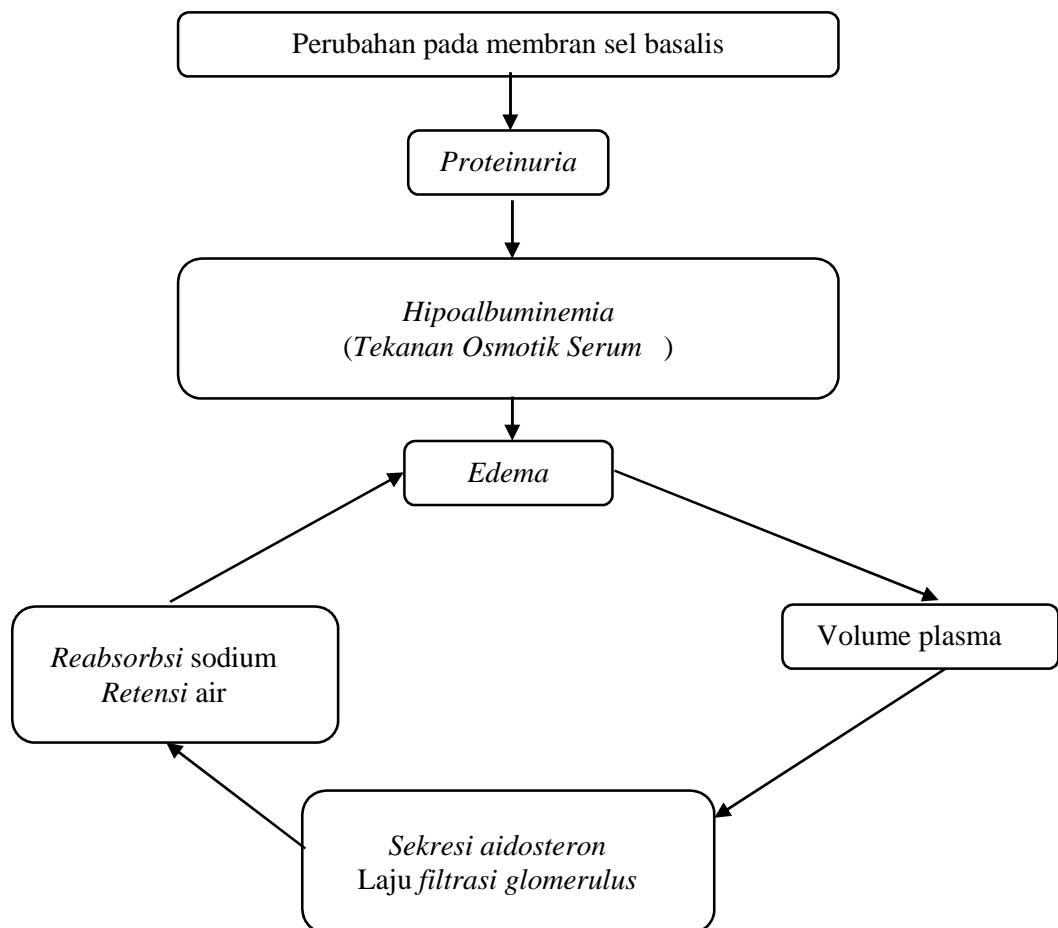 Perubahan pada membran sel basalis
Proteinuria
Hipoalbuminemia
(Tekanan Osmotik Serum )
Edema
Volume plasma
Reabsorbsi sodium
Retensi air
Sekresi aidosteron
Laju filtrasi glomerulus